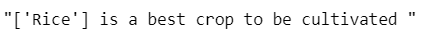 "['Rice'] is a best crop to be cultivated "